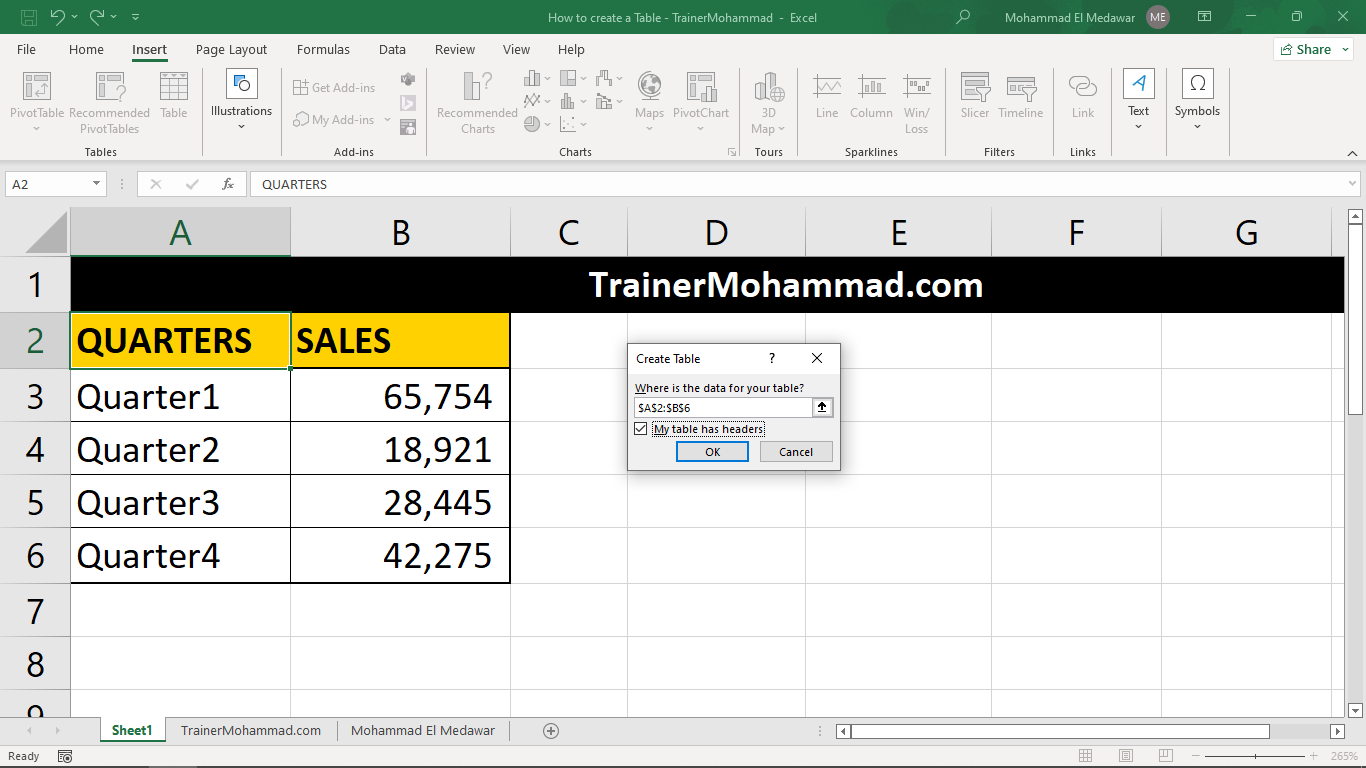 How to create a Table - TrainerMohammad - Excel
Mohammad El Medawar
ME
File Home Insert Page Layout Formulas Data Review View Help
Share
PivotTable
Recommended PivotTables
Table
Tables
Illustrations
Get Add-ins
My Add-ins
Add-ins
Recommended Charts
Maps
PivotChart
Charts
3D Map
Tours
Line
Column
Win/Loss
Sparklines
Slicer
Timeline
Filters
Link
Links
Text
Symbols
A2
fx
QUARTERS
A B C D E F G
1 TrainerMohammad.com
2 QUARTERS SALES
3 Quarter1 65,754
4 Quarter2 18,921
5 Quarter3 28,445
6 Quarter4 42,275
7
8
9
Create Table ?
Where is the data for your table?
$A$2:$B$6
My table has headers
OK Cancel
Sheet1 TrainerMohammad.com Mohammad El Medawar
Ready
265%